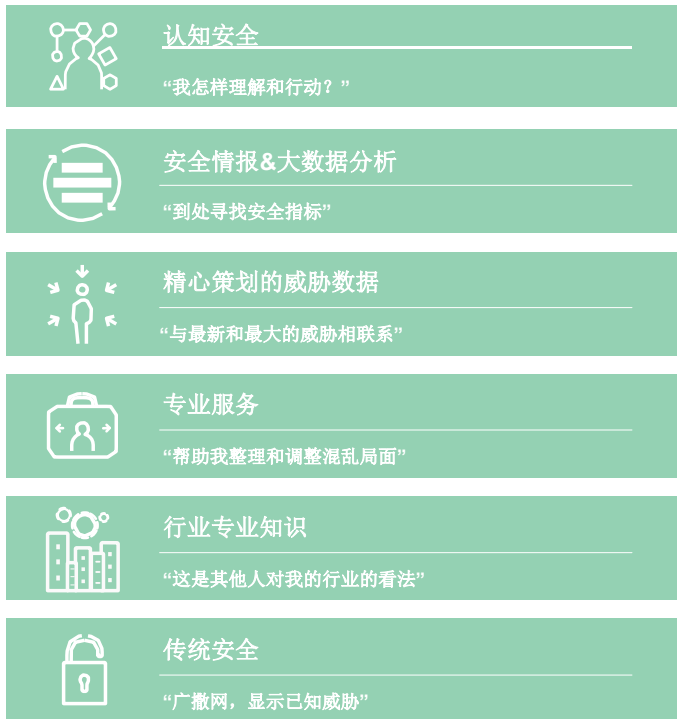 认知安全
“我怎样理解和行动？”
安全情报&大数据分析
“到处寻找安全指标”
精心策划的威胁数据
“与最新和最大的威胁相联系”
专业服务
“帮助我整理和调整混乱局面”
行业专业知识
“这是其他人对我的行业的看法”
传统安全
“广撒网，显示已知威胁”